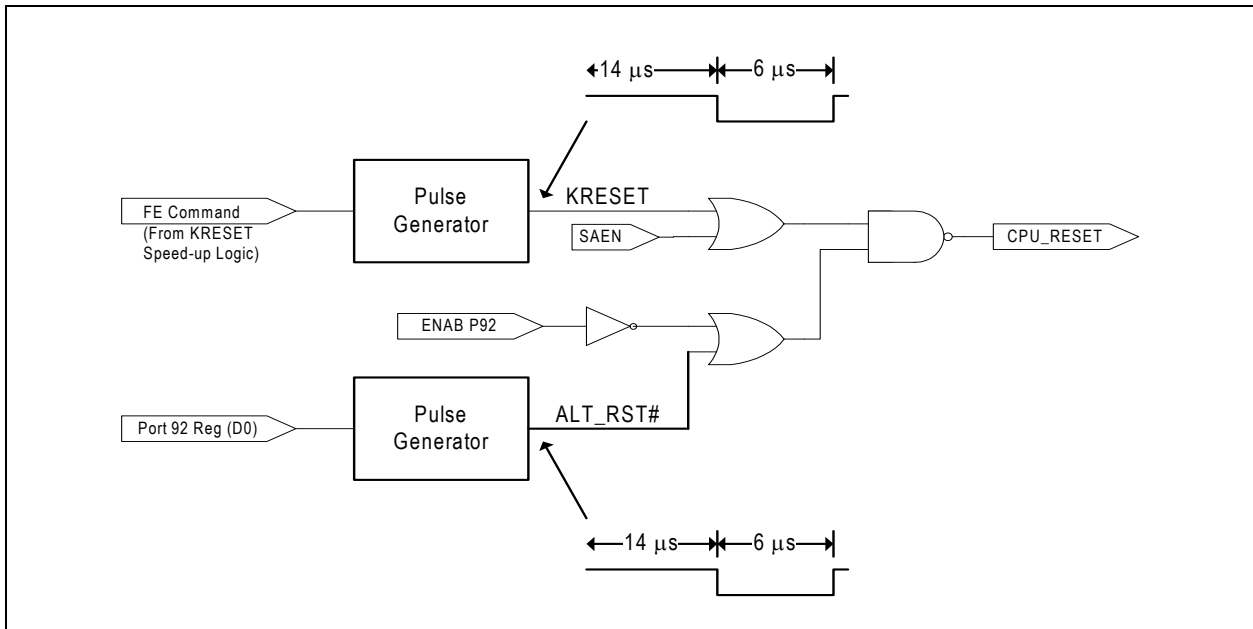 14 μs
6 μs
Pulse
Generator
KRESET
FE Command
(From KRESET
Speed-up Logic)
SAEN
CPU_RESET
ENAB P92
Pulse
Generator
ALT_RST#
Port 92 Reg (D0)
14 μs
6 μs